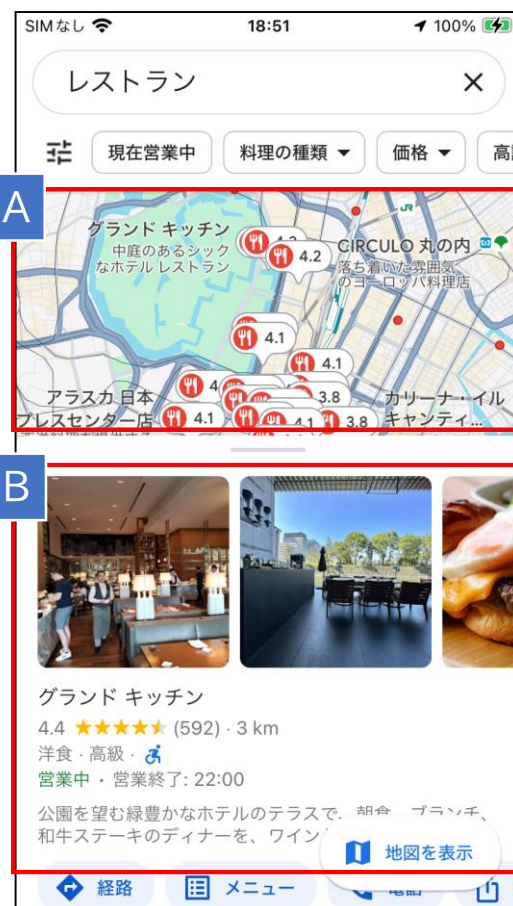 SIMなし 18:51 100%
レストラン
現在営業中 料理の種類 価格
A
JR
グランド キッチン
中庭のあるシック
なホテル レストラン
4.2
CIRCULO 丸の内
落ち着いた雰囲気
のヨーロッパ料理店
4.1
4.1
3.8
アラスカ 日本
プレスセンター店
4.1
4.1
3.8
カリーナ・イル
キャンティ...
B
グランド キッチン
4.4 (592) · 3 km
洋食 · 高級 ·
営業中 · 営業終了: 22:00
公園を望む緑豊かなホテルのテラスで、朝食、ブランチ、
和牛ステーキのディナーを、ワイン
地図を表示
経路 メニュー 電話